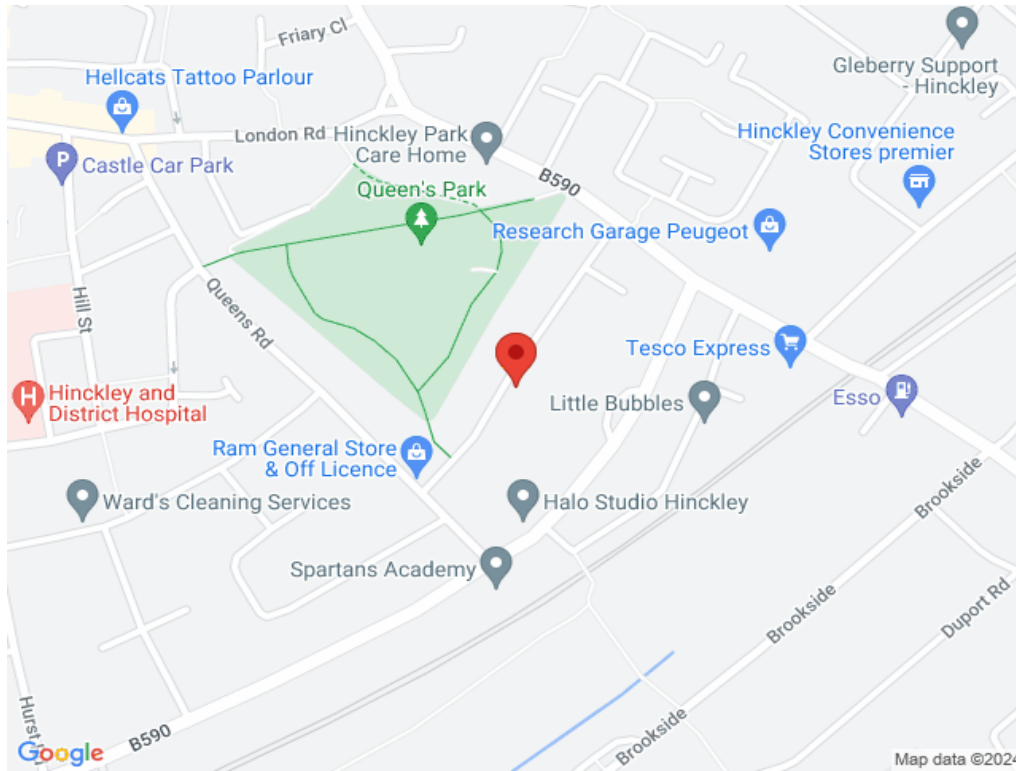 Friary Cl
Gleberry Support
- Hinckley
Hellcats Tattoo Parlour
London Rd
Hinckley Park
Care Home
Hinckley Convenience
Stores premier
P
Castle Car Park
B590
Queen's Park
Research Garage Peugeot
Hill St
Queens Rd
Tesco Express
H
Hinckley and
District Hospital
Little Bubbles
Esso
Ram General Store
& Off Licence
Ward's Cleaning Services
Halo Studio Hinckley
Brookside
Spartans Academy
Brookside
Duport Rd
Hurst
B590
Brookside
Google
Map data ©2024